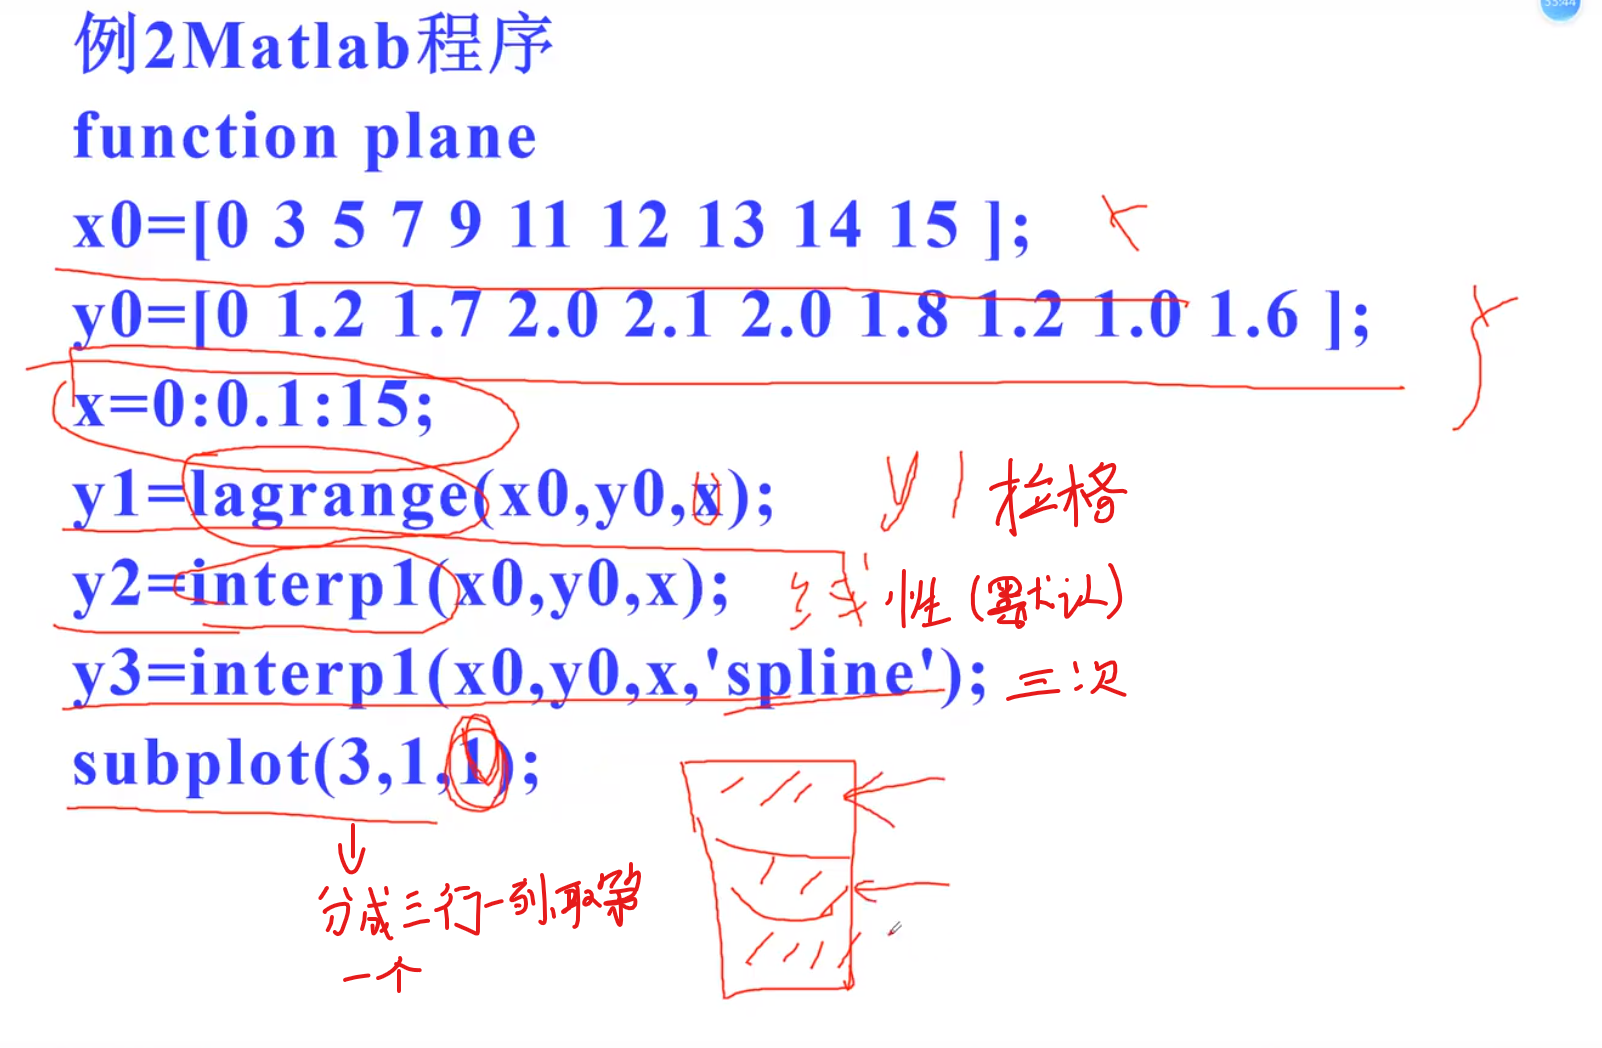 55:44
例2Matlab程序
function plane
x0=[0 3 5 7 9 11 12 13 14 15 ]; x
y0=[0 1.2 1.7 2.0 2.1 2.0 1.8 1.2 1.0 1.6 ]; y
x=0:0.1:15;
y1=lagrange(x0,y0,x); y1 拉格
y2=interp1(x0,y0,x); 线性(默认)
y3=interp1(x0,y0,x,'spline'); 三次
subplot(3,1,1);
分成三行一列,取第
一个